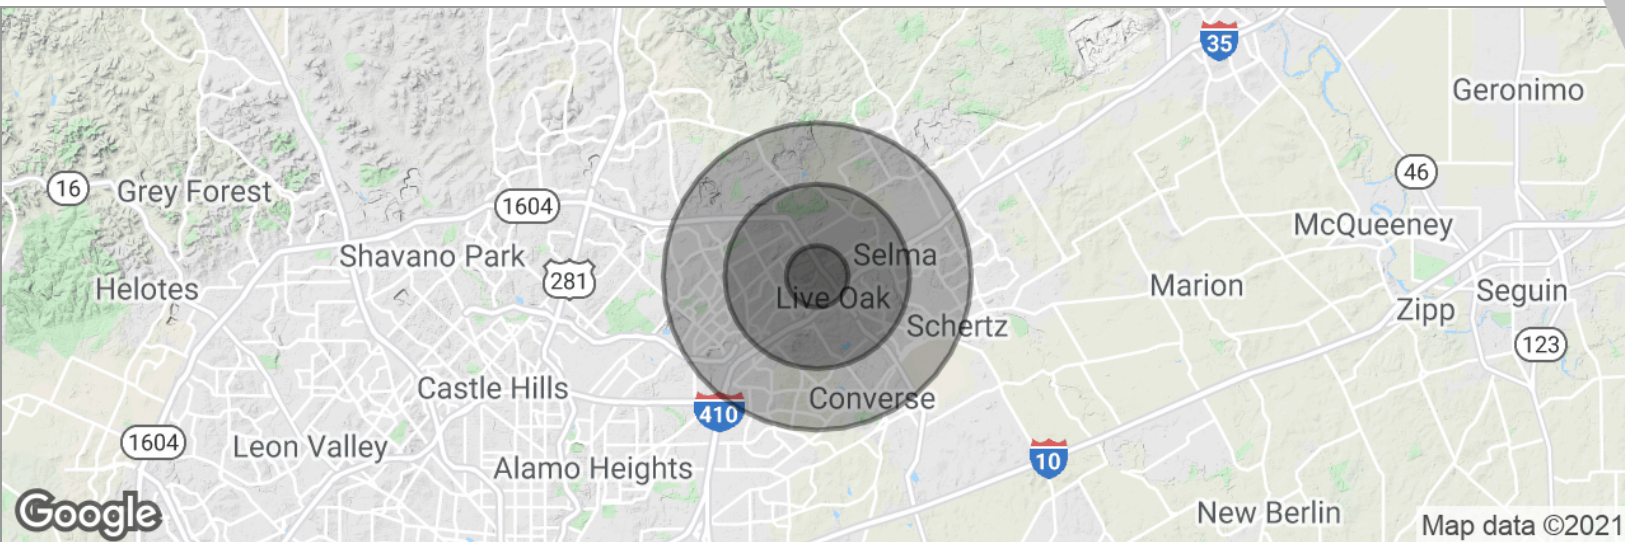 35
Geronimo
46
16
Grey Forest
1604
McQueeney
Shavano Park
Selma
281
Helotes
Live Oak
Marion
Seguin
Zipp
Schertz
123
Castle Hills
Converse
410
1604
Leon Valley
10
Alamo Heights
New Berlin
Google
Map data ©2021